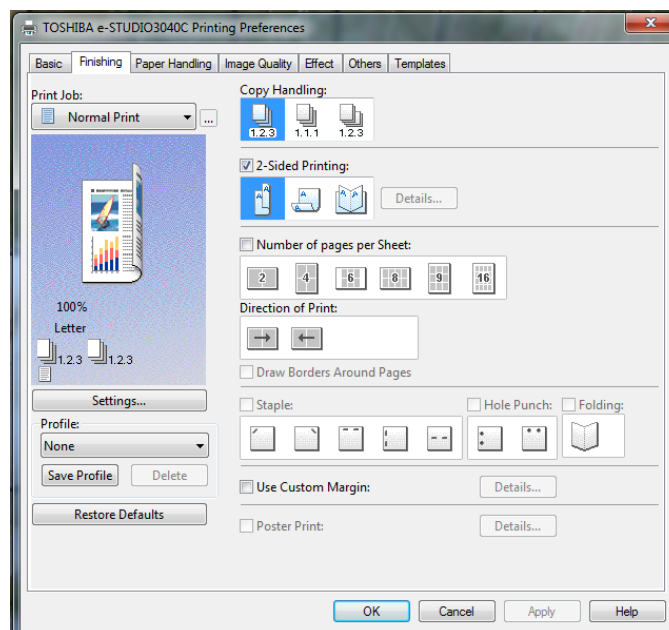 TOSHIBA e-STUDIO3040C Printing Preferences
Basic Finishing Paper Handling Image Quality Effect Others Templates
Print Job:
Normal Print ...
100%
Letter
1.2.3 1.2.3
Settings...
Profile:
None
Save Profile Delete
Restore Defaults
Copy Handling:
1.2.3 1.1.1 1.2.3
2-Sided Printing:
Details...
Number of pages per Sheet:
2 4 6 8 9 16
Direction of Print:
Draw Borders Around Pages
Staple: Hole Punch: Folding:
Use Custom Margin: Details...
Poster Print: Details...
OK Cancel Apply Help